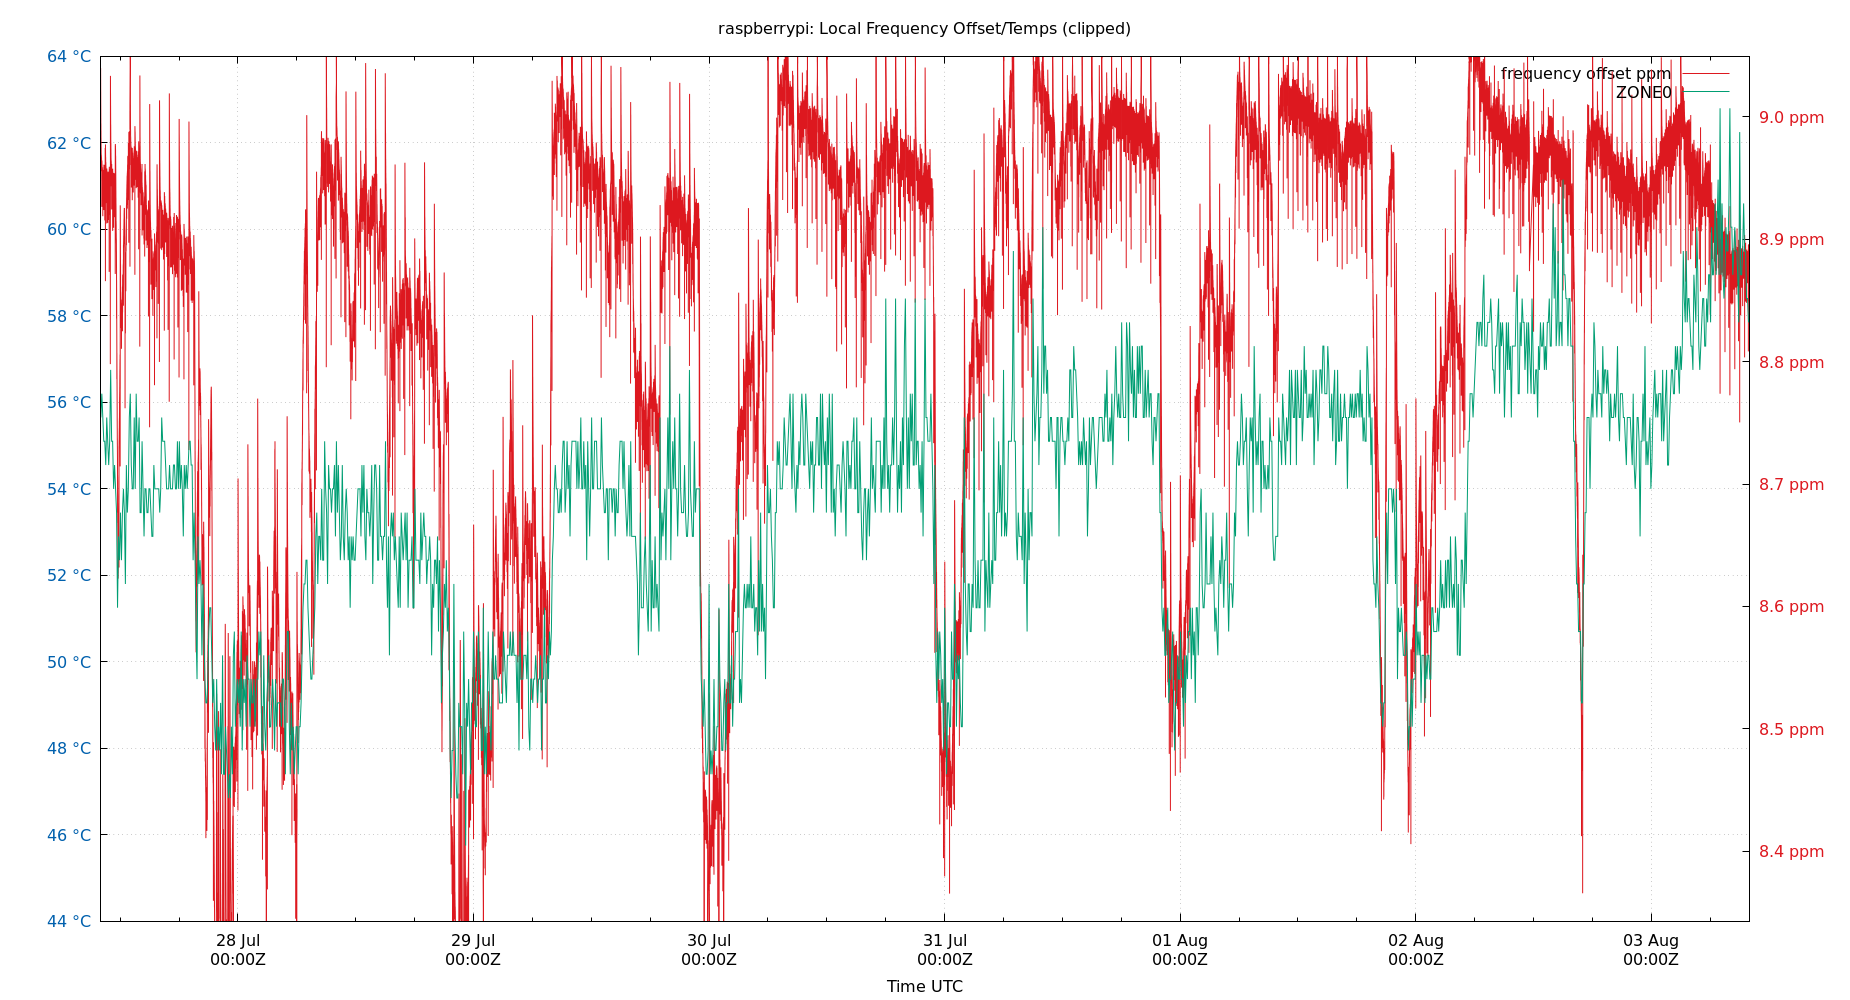 raspberrypi: Local Frequency Offset/Temps (clipped)
64 °C
frequency offset ppm
ZONE0
9.0 ppm
62 °C
60 °C
8.9 ppm
58 °C
8.8 ppm
56 °C
54 °C
8.7 ppm
52 °C
8.6 ppm
50 °C
8.5 ppm
48 °C
46 °C
8.4 ppm
44 °C
28 Jul 29 Jul 30 Jul 31 Jul 01 Aug 02 Aug 03 Aug
00:00Z 00:00Z 00:00Z 00:00Z 00:00Z 00:00Z 00:00Z
Time UTC